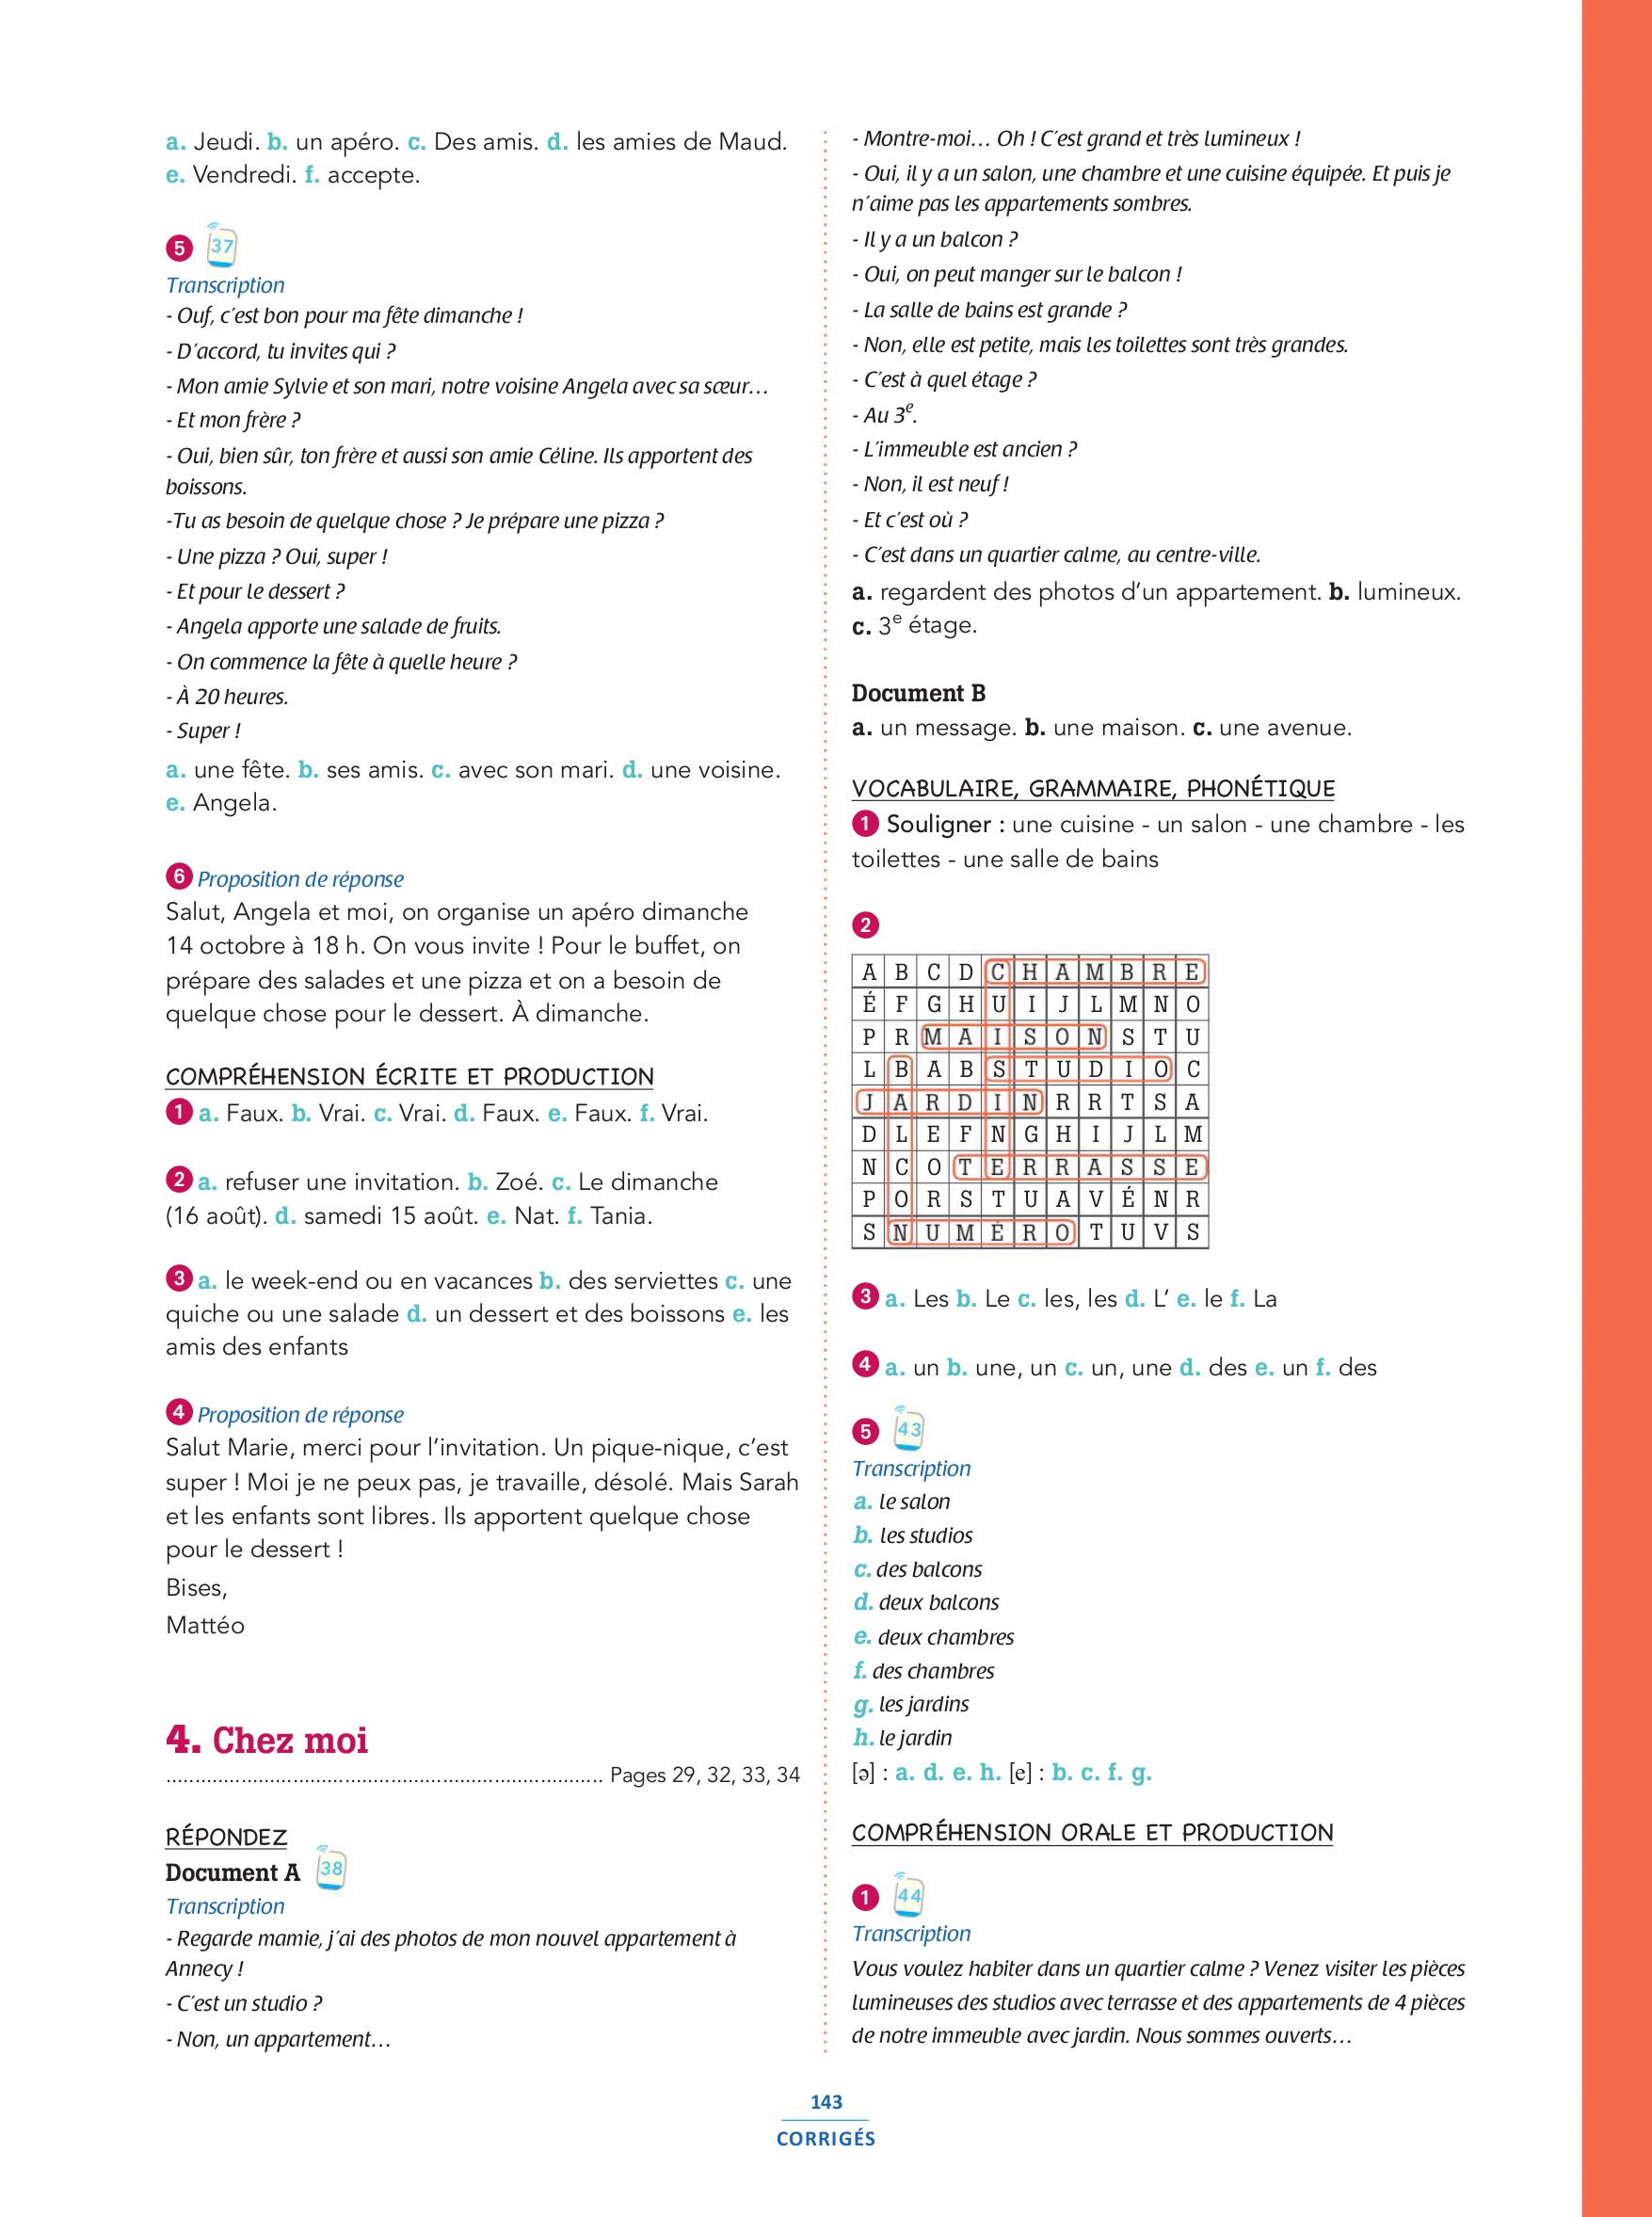 a. Jeudi. b. un apéro. c. Des amis. d. les amies de Maud.
e. Vendredi. f. accepte.
5 37
Transcription
- Ouf, c'est bon pour ma fête dimanche !
- D'accord, tu invites qui ?
- Mon amie Sylvie et son mari, notre voisine Angela avec sa sœur…
- Et mon frère ?
- Oui, bien sûr, ton frère et aussi son amie Céline. Ils apportent des
boissons.
-Tu as besoin de quelque chose ? Je prépare une pizza ?
- Une pizza ? Oui, super !
- Et pour le dessert ?
- Angela apporte une salade de fruits.
- On commence la fête à quelle heure ?
- À 20 heures.
- Super !
a. une fête. b. ses amis. c. avec son mari. d. une voisine.
e. Angela.
6 Proposition de réponse
Salut, Angela et moi, on organise un apéro dimanche
14 octobre à 18 h. On vous invite ! Pour le buffet, on
prépare des salades et une pizza et on a besoin de
quelque chose pour le dessert. À dimanche.
COMPRÉHENSION ÉCRITE ET PRODUCTION
1 a. Faux. b. Vrai. c. Vrai. d. Faux. e. Faux. f. Vrai.
2 a. refuser une invitation. b. Zoé. c. Le dimanche
(16 août). d. samedi 15 août. e. Nat. f. Tania.
3 a. le week-end ou en vacances b. des serviettes c. une
quiche ou une salade d. un dessert et des boissons e. les
amis des enfants
4 Proposition de réponse
Salut Marie, merci pour l'invitation. Un pique-nique, c'est
super ! Moi je ne peux pas, je travaille, désolé. Mais Sarah
et les enfants sont libres. Ils apportent quelque chose
pour le dessert !
Bises,
Mattéo
4. Chez moi
............................................................................ Pages 29, 32, 33, 34
RÉPONDEZ
Document A 38
Transcription
- Regarde mamie, j'ai des photos de mon nouvel appartement à
Annecy !
- C'est un studio ?
- Non, un appartement…
- Montre-moi… Oh ! C'est grand et très lumineux !
- Oui, il y a un salon, une chambre et une cuisine équipée. Et puis je
n'aime pas les appartements sombres.
- Il y a un balcon ?
- Oui, on peut manger sur le balcon !
- La salle de bains est grande ?
- Non, elle est petite, mais les toilettes sont très grandes.
- C'est à quel étage ?
- Au 3e.
- L'immeuble est ancien ?
- Non, il est neuf !
- Et c'est où ?
- C'est dans un quartier calme, au centre-ville.
a. regardent des photos d'un appartement. b. lumineux.
c. 3e étage.
Document B
a. un message. b. une maison. c. une avenue.
VOCABULAIRE, GRAMMAIRE, PHONÉTIQUE
1 Souligner : une cuisine - un salon - une chambre - les
toilettes - une salle de bains
2
A B C D C H A M B R E
É F G H U I J L M N O
P R M A I S O N S T U
L B A B S T U D I O C
J A R D I N R R T S A
D L E F N G H I J L M
N C O T E R R A S S E
P O R S T U A V É N R
S N U M É R O T U V S
3 a. Les b. Le c. les, les d. L' e. le f. La
4 a. un b. une, un c. un, une d. des e. un f. des
5 43
Transcription
a. le salon
b. les studios
c. des balcons
d. deux balcons
e. deux chambres
f. des chambres
g. les jardins
h. le jardin
[ə] : a. d. e. h. [e] : b. c. f. g.
COMPRÉHENSION ORALE ET PRODUCTION
1 44
Transcription
Vous voulez habiter dans un quartier calme ? Venez visiter les pièces
lumineuses des studios avec terrasse et des appartements de 4 pièces
de notre immeuble avec jardin. Nous sommes ouverts…
143
CORRIGÉS